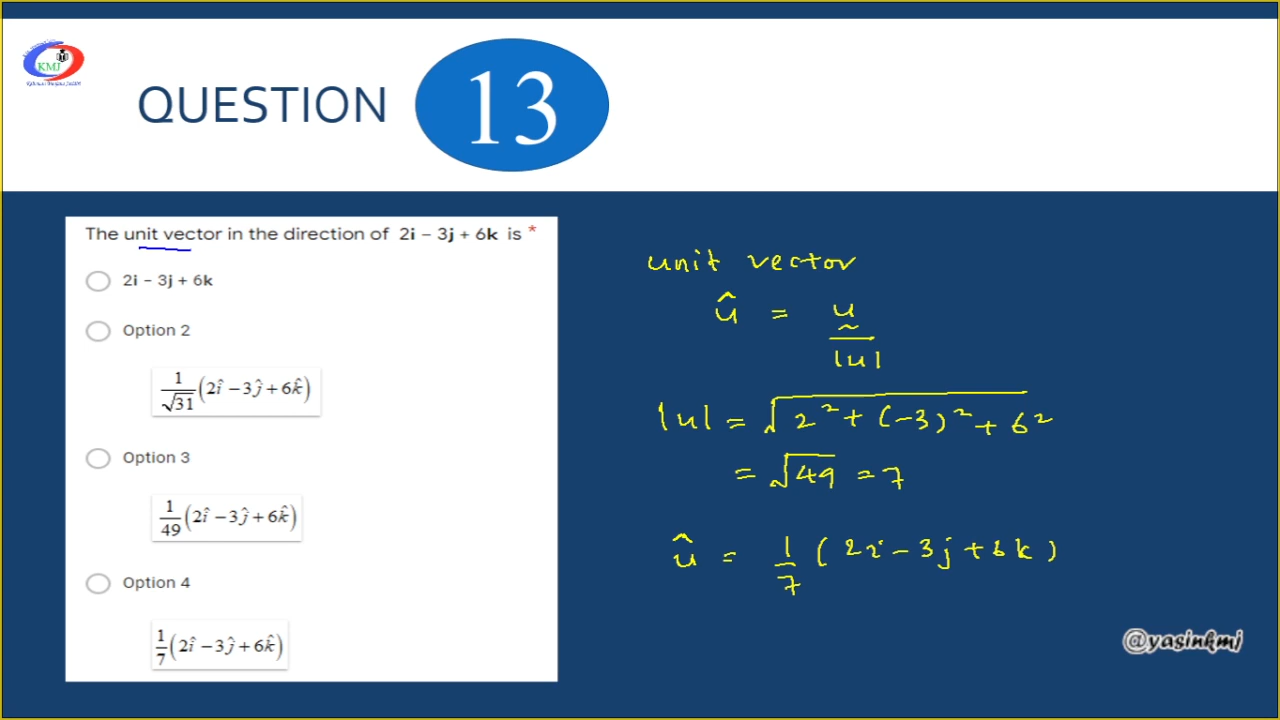 KMJ
QUESTION 13
The unit vector in the direction of 2i − 3j + 6k is *
2i − 3j + 6k
Option 2
1/√31 (2î − 3ĵ + 6k̂)
Option 3
1/49 (2î − 3ĵ + 6k̂)
Option 4
1/7 (2î − 3ĵ + 6k̂)
unit vector
û = ṵ/|u|
|u| = √(2² + (-3)² + 6²)
= √49 = 7
û = 1/7 (2i − 3j + 6k)
@yasinkmj